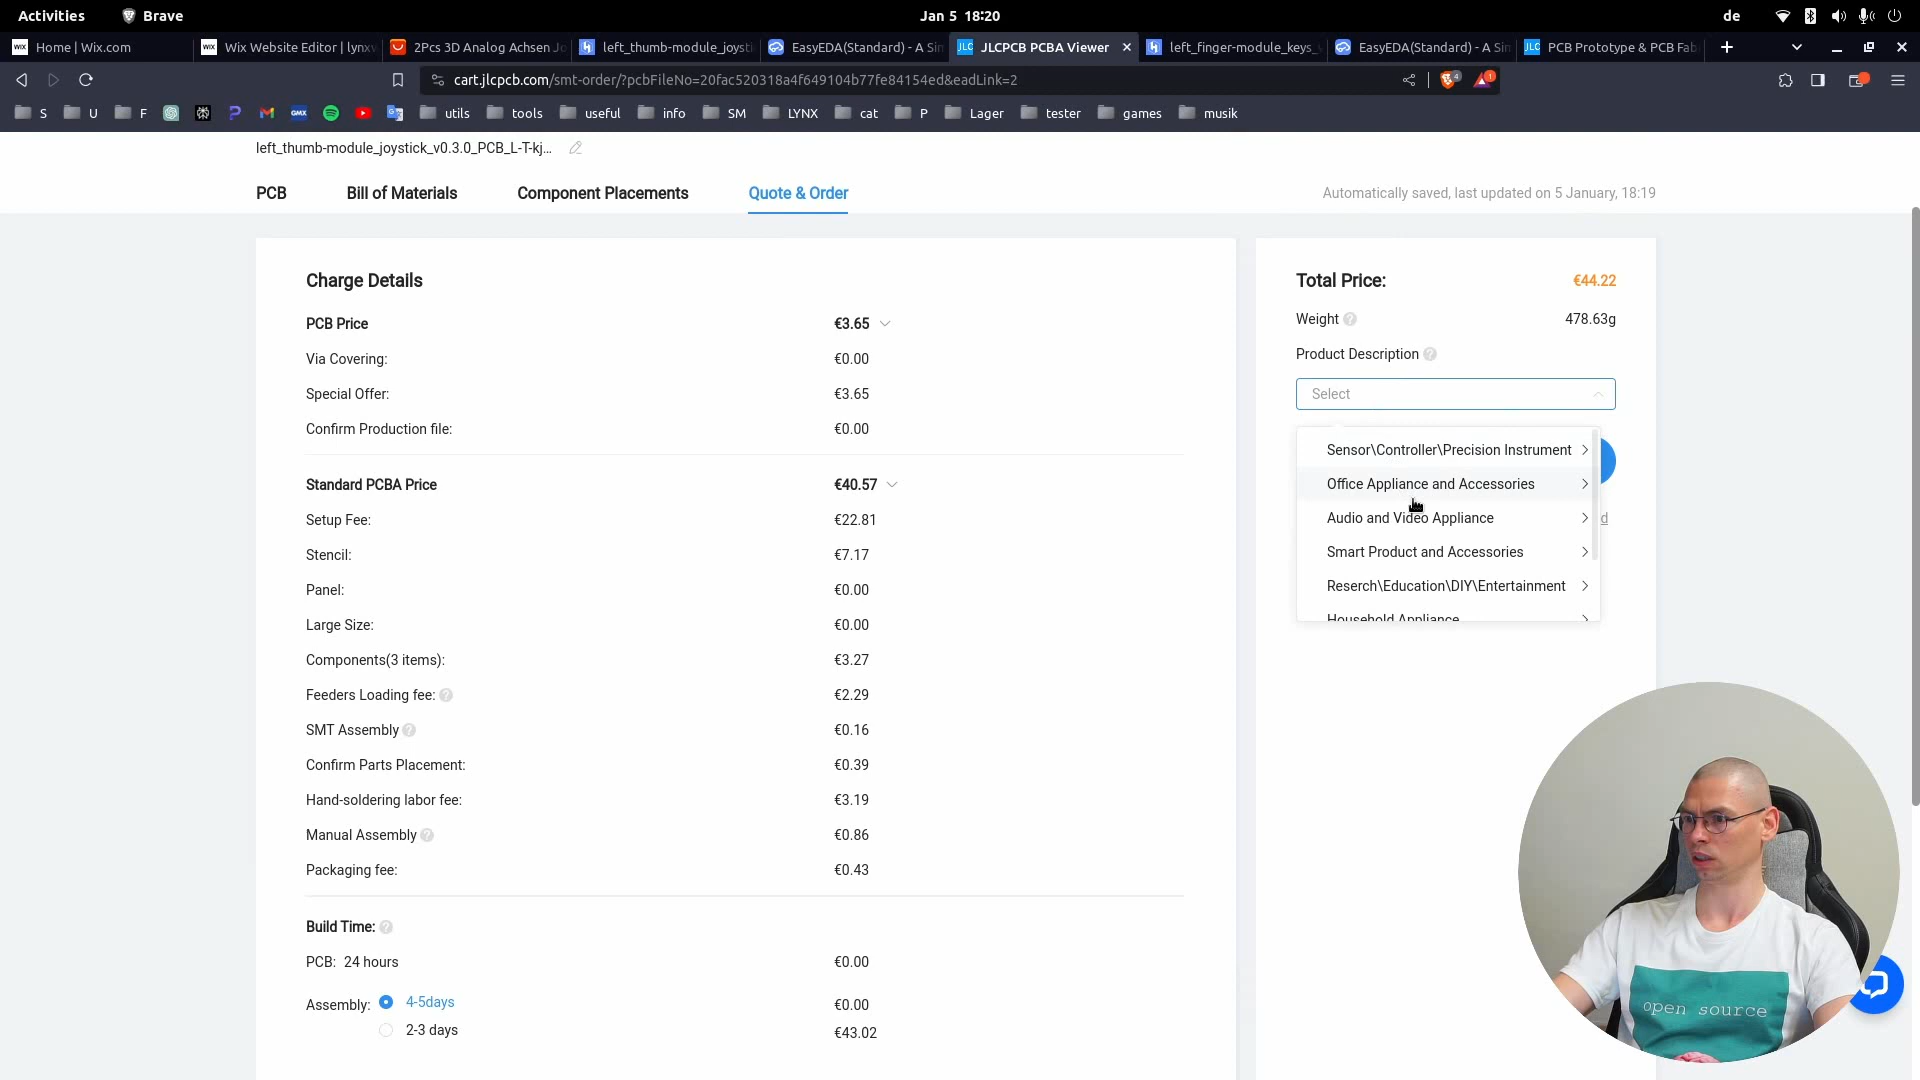 Activities
Brave
Jan 5 18:20
de
Home | Wix.com
Wix Website Editor | lynxw
2Pcs 3D Analog Achsen Jo
left_thumb-module_joysti
EasyEDA(Standard) - A Sim
JLCPCB PCBA Viewer
left_finger-module_keys_v
EasyEDA(Standard) - A Sim
PCB Prototype & PCB Fab
cart.jlcpcb.com/smt-order/?pcbFileNo=20fac520318a4f649104b77fe84154ed&eadLink=2
4
1
S
U
F
utils
tools
useful
info
SM
LYNX
cat
P
Lager
tester
games
musik
left_thumb-module_joystick_v0.3.0_PCB_L-T-kj...
PCB
Bill of Materials
Component Placements
Quote & Order
Automatically saved, last updated on 5 January, 18:19
Charge Details
PCB Price €3.65
Via Covering: €0.00
Special Offer: €3.65
Confirm Production file: €0.00
Standard PCBA Price €40.57
Setup Fee: €22.81
Stencil: €7.17
Panel: €0.00
Large Size: €0.00
Components(3 items): €3.27
Feeders Loading fee: €2.29
SMT Assembly €0.16
Confirm Parts Placement: €0.39
Hand-soldering labor fee: €3.19
Manual Assembly €0.86
Packaging fee: €0.43
Build Time:
PCB: 24 hours €0.00
Assembly: 4-5days €0.00
2-3 days €43.02
Total Price: €44.22
Weight 478.63g
Product Description
Select
Sensor\Controller\Precision Instrument
Office Appliance and Accessories
Audio and Video Appliance
Smart Product and Accessories
Reserch\Education\DIY\Entertainment
Household Appliance
open source